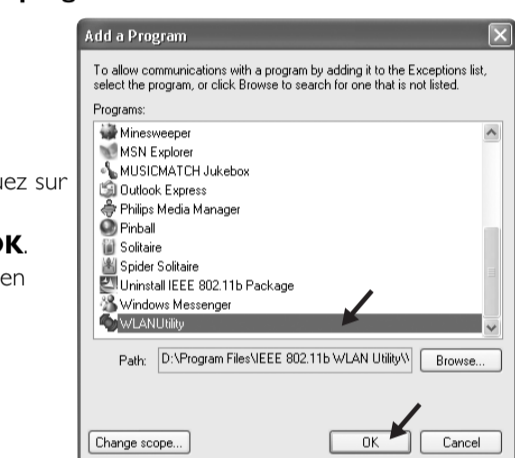 prog
uez sur
OK.
en
Add a Program
To allow communications with a program by adding it to the Exceptions list,
select the program, or click Browse to search for one that is not listed.
Programs:
Minesweeper
MSN Explorer
MUSICMATCH Jukebox
Outlook Express
Philips Media Manager
Pinball
Solitaire
Spider Solitaire
Uninstall IEEE 802.11b Package
Windows Messenger
WLANUtility
Path: D:\Program Files\IEEE 802.11b WLAN Utility\\ Browse...
Change scope... OK Cancel